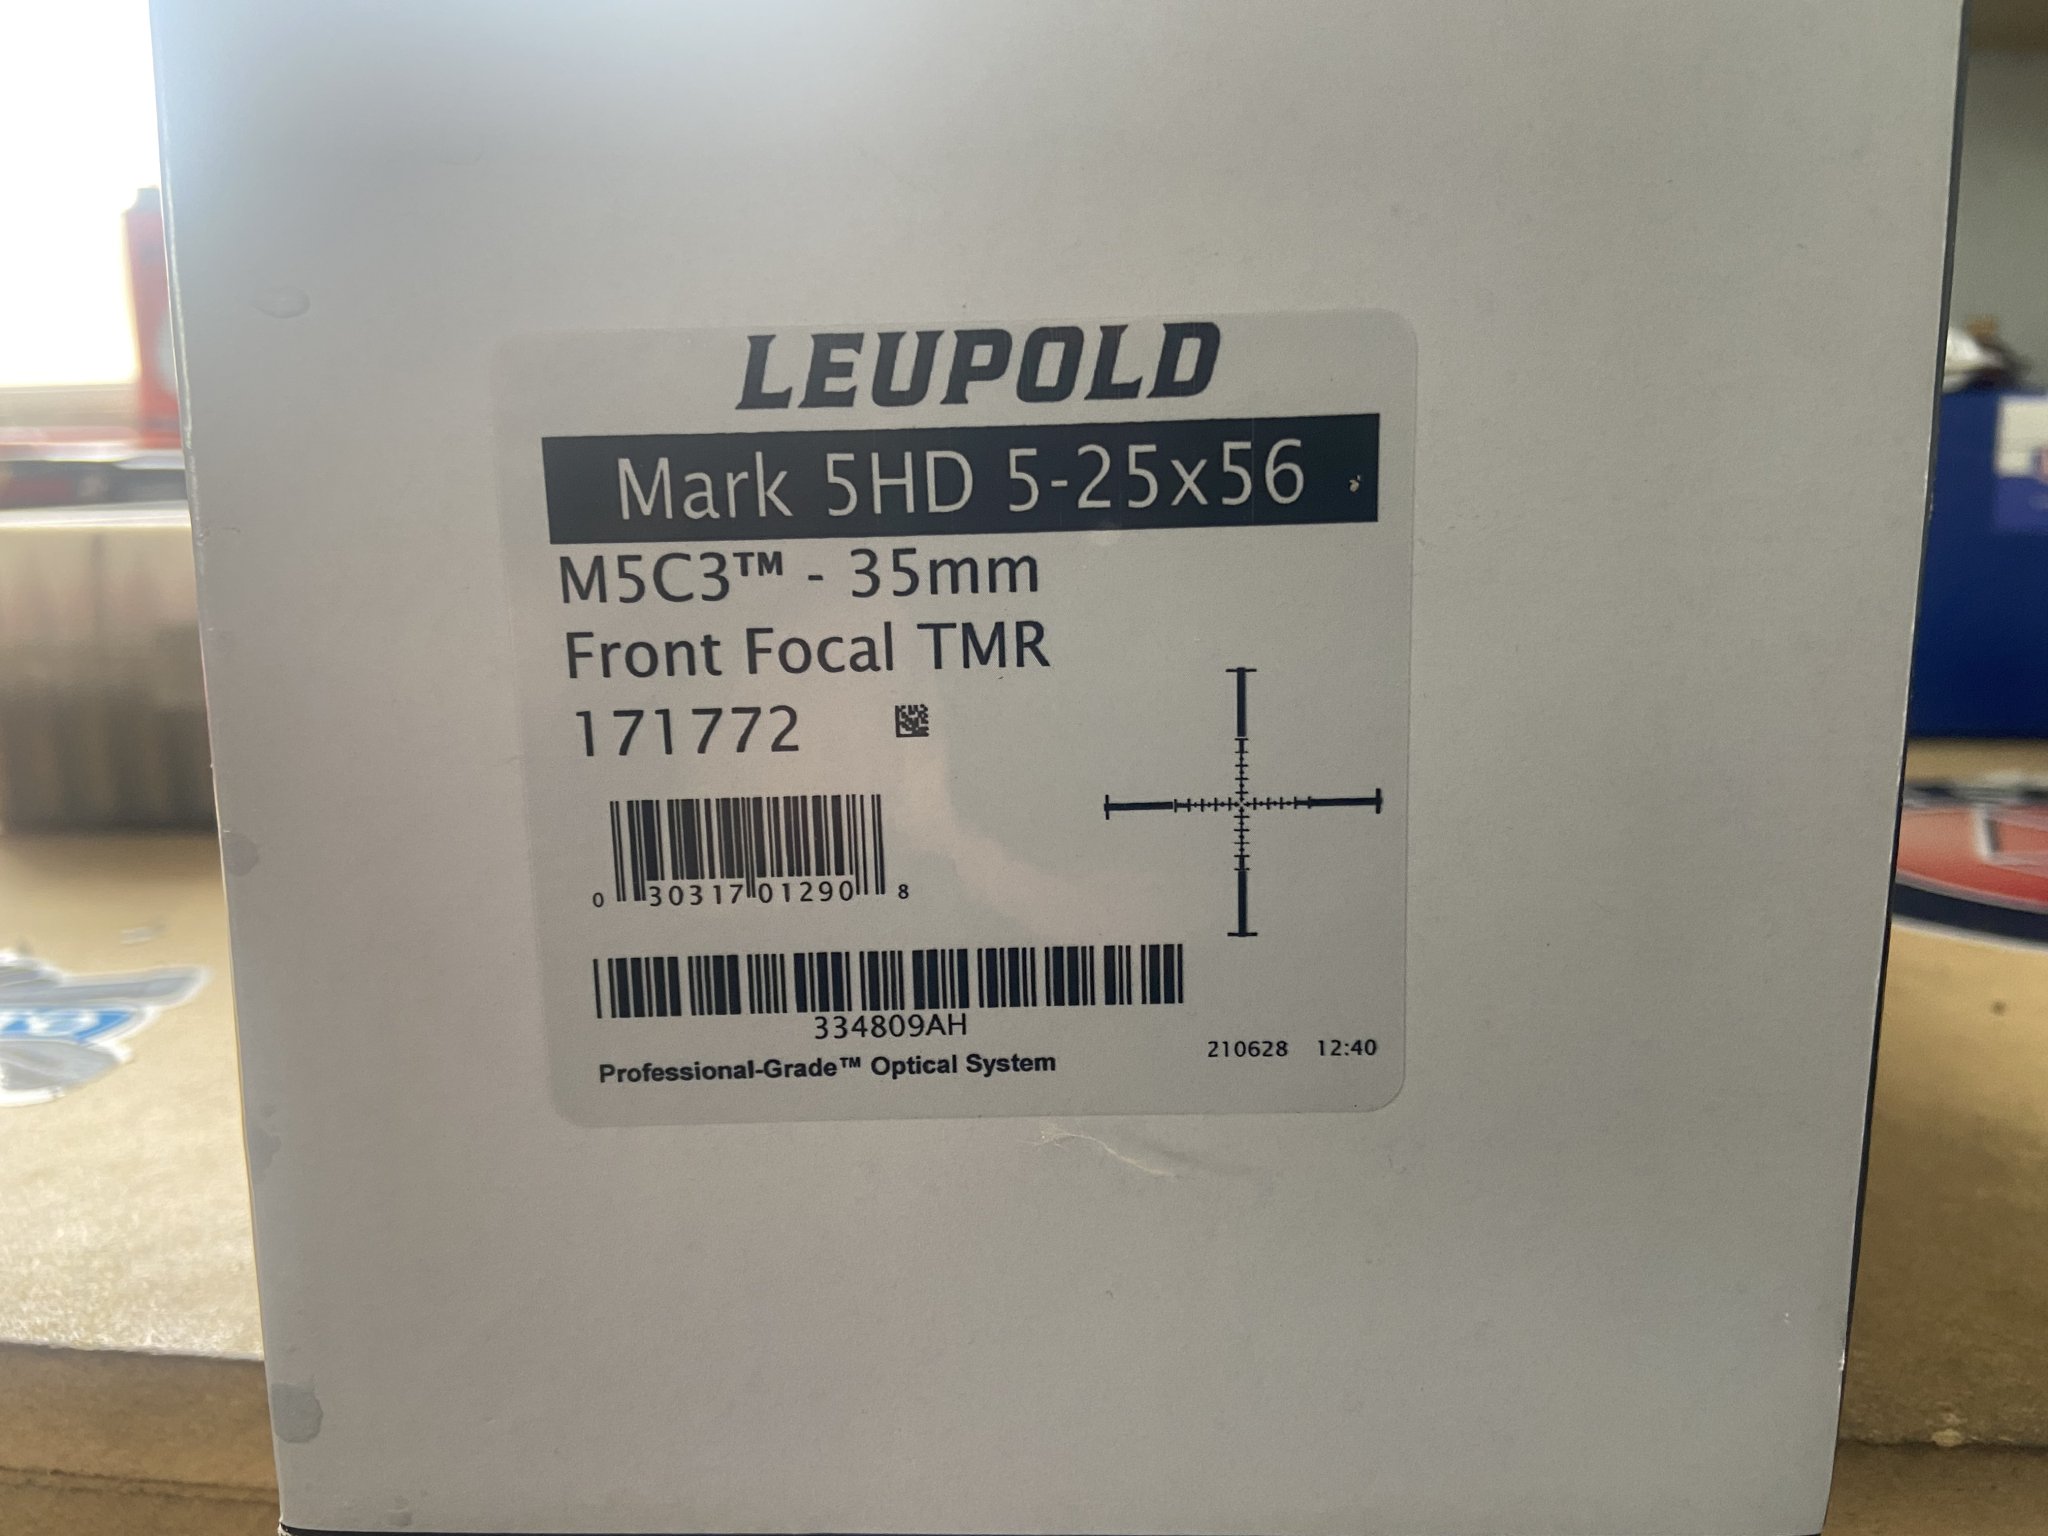 LEUPOLD
Mark 5HD 5-25x56
M5C3™ - 35mm
Front Focal TMR
171772
0 30317 01290 8
334809AH
210628 12:40
Professional-Grade™ Optical System